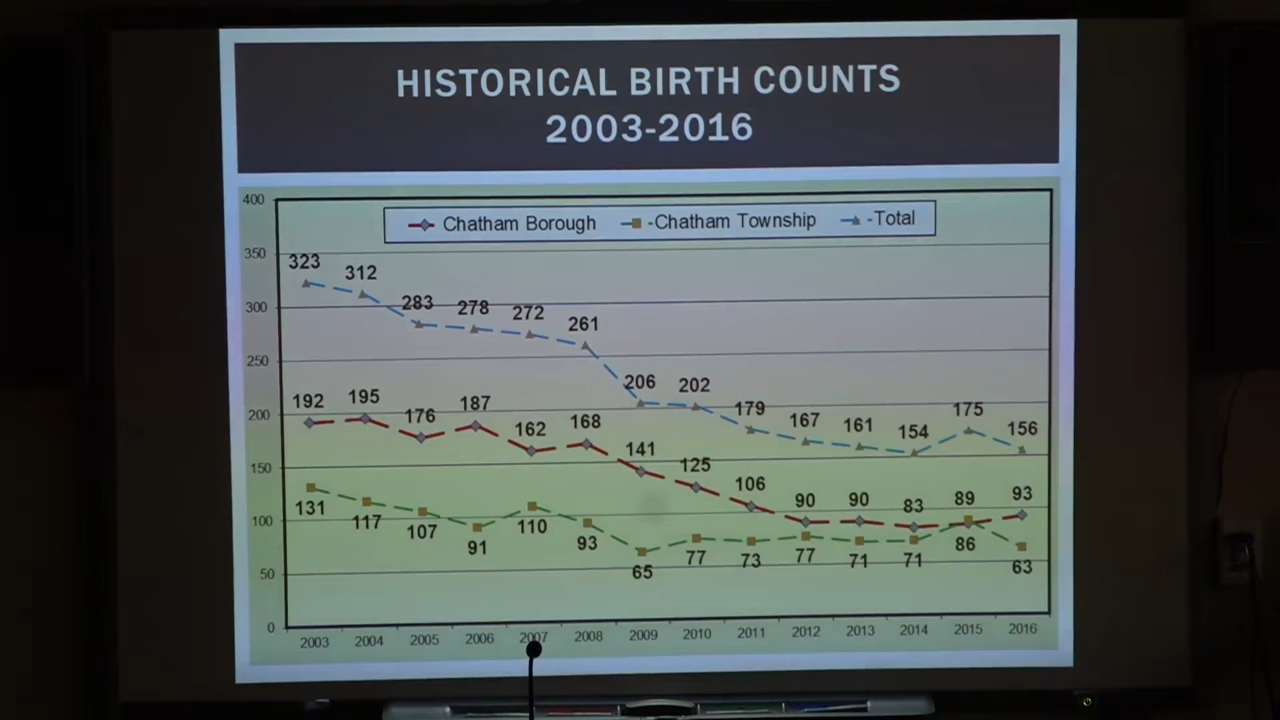 HISTORICAL BIRTH COUNTS
2003-2016
400
Chatham Borough -Chatham Township -Total
350
300
250
200
150
100
50
0
323 312 283 278 272 261 206 202 179 167 161 154 175 156
192 195 176 187 162 168 141 125 106 90 90 83 89 93
131 117 107 91 110 93 65 77 73 77 71 71 86 63
2003 2004 2005 2006 2007 2008 2009 2010 2011 2012 2013 2014 2015 2016